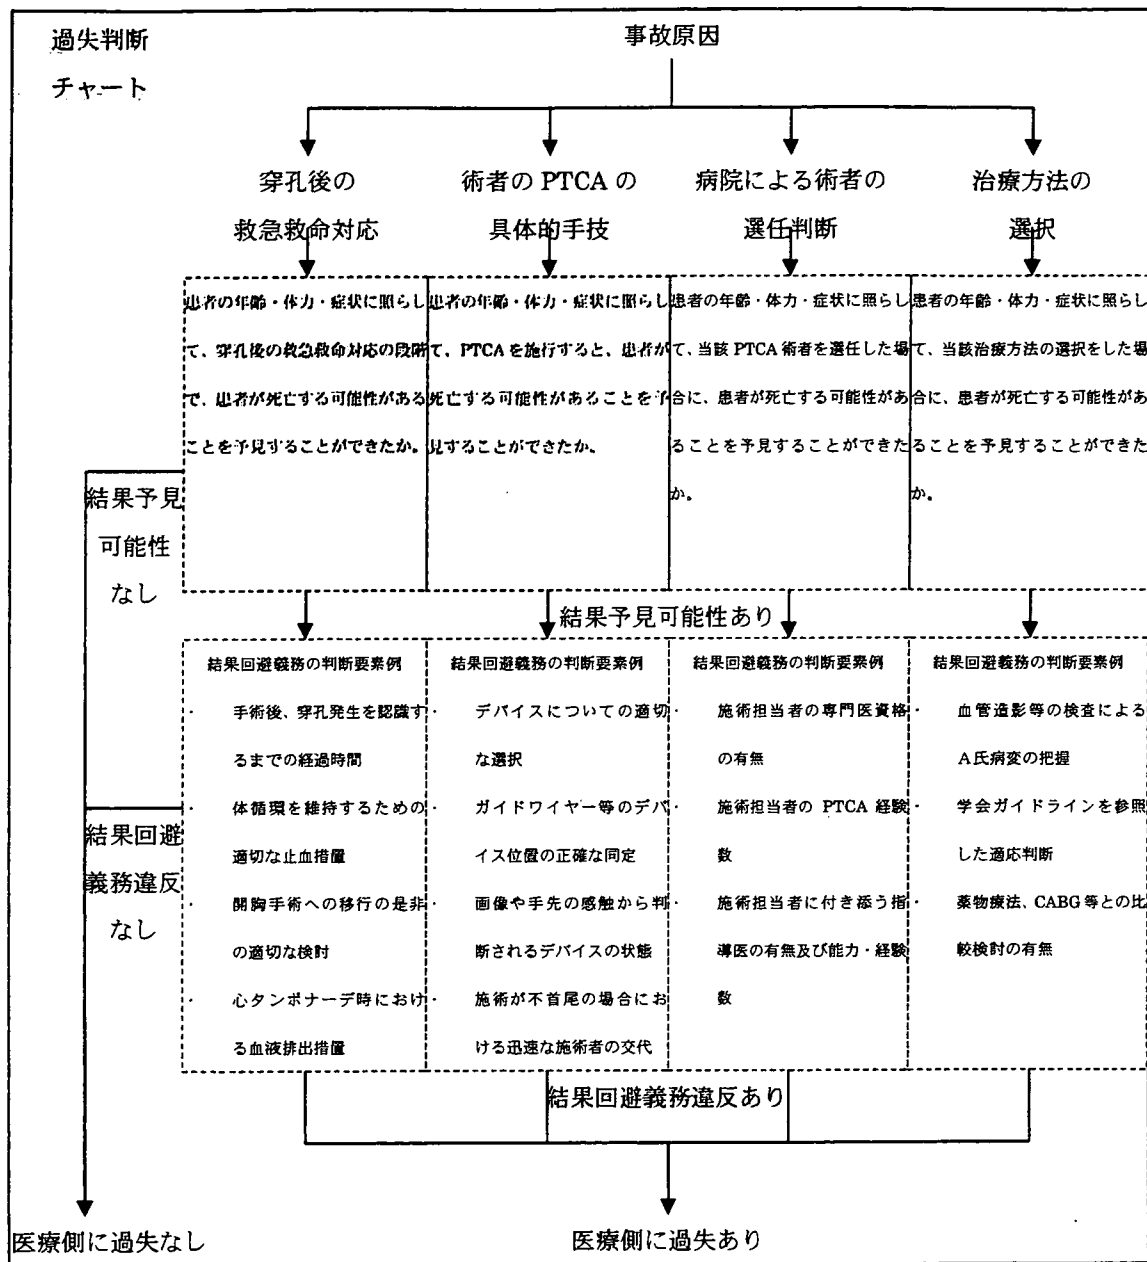 過失判断
チャート
事故原因
穿孔後の
救急救命対応
術者の PTCA の
具体的手技
病院による術者の
選任判断
治療方法の
選択
患者の年齢・体力・症状に照らし
て、穿孔後の救急救命対応の段階
で、患者が死亡する可能性がある
ことを予見することができたか。
患者の年齢・体力・症状に照らし
て、PTCA を施行すると、患者が
死亡する可能性があることを予
見することができたか。
患者の年齢・体力・症状に照らし
て、当該 PTCA 術者を選任した場
合に、患者が死亡する可能性があ
ることを予見することができた
か。
患者の年齢・体力・症状に照らし
て、当該治療方法の選択をした場
合に、患者が死亡する可能性があ
ることを予見することができた
か。
結果予見
可能性
なし
結果予見可能性あり
結果回避義務の判断要素例
・ 手術後、穿孔発生を認識す
るまでの経過時間
・ 体循環を維持するための
適切な止血措置
・ 開胸手術への移行の是非
の適切な検討
・ 心タンポナーデ時におけ
る血液排出措置
結果回避義務の判断要素例
・ デバイスについての適切
な選択
・ ガイドワイヤー等のデバ
イス位置の正確な同定
・ 画像や手先の感触から判
断されるデバイスの状態
・ 施術が不首尾の場合にお
ける迅速な施術者の交代
結果回避義務の判断要素例
・ 施術担当者の専門医資格
の有無
・ 施術担当者の PTCA 経験
数
・ 施術担当者に付き添う指
導医の有無及び能力・経験
数
結果回避義務の判断要素例
・ 血管造影等の検査による
A氏病変の把握
・ 学会ガイドラインを参照
した適応判断
・ 薬物療法、CABG 等との比
較検討の有無
結果回避
義務違反
なし
結果回避義務違反あり
医療側に過失なし
医療側に過失あり